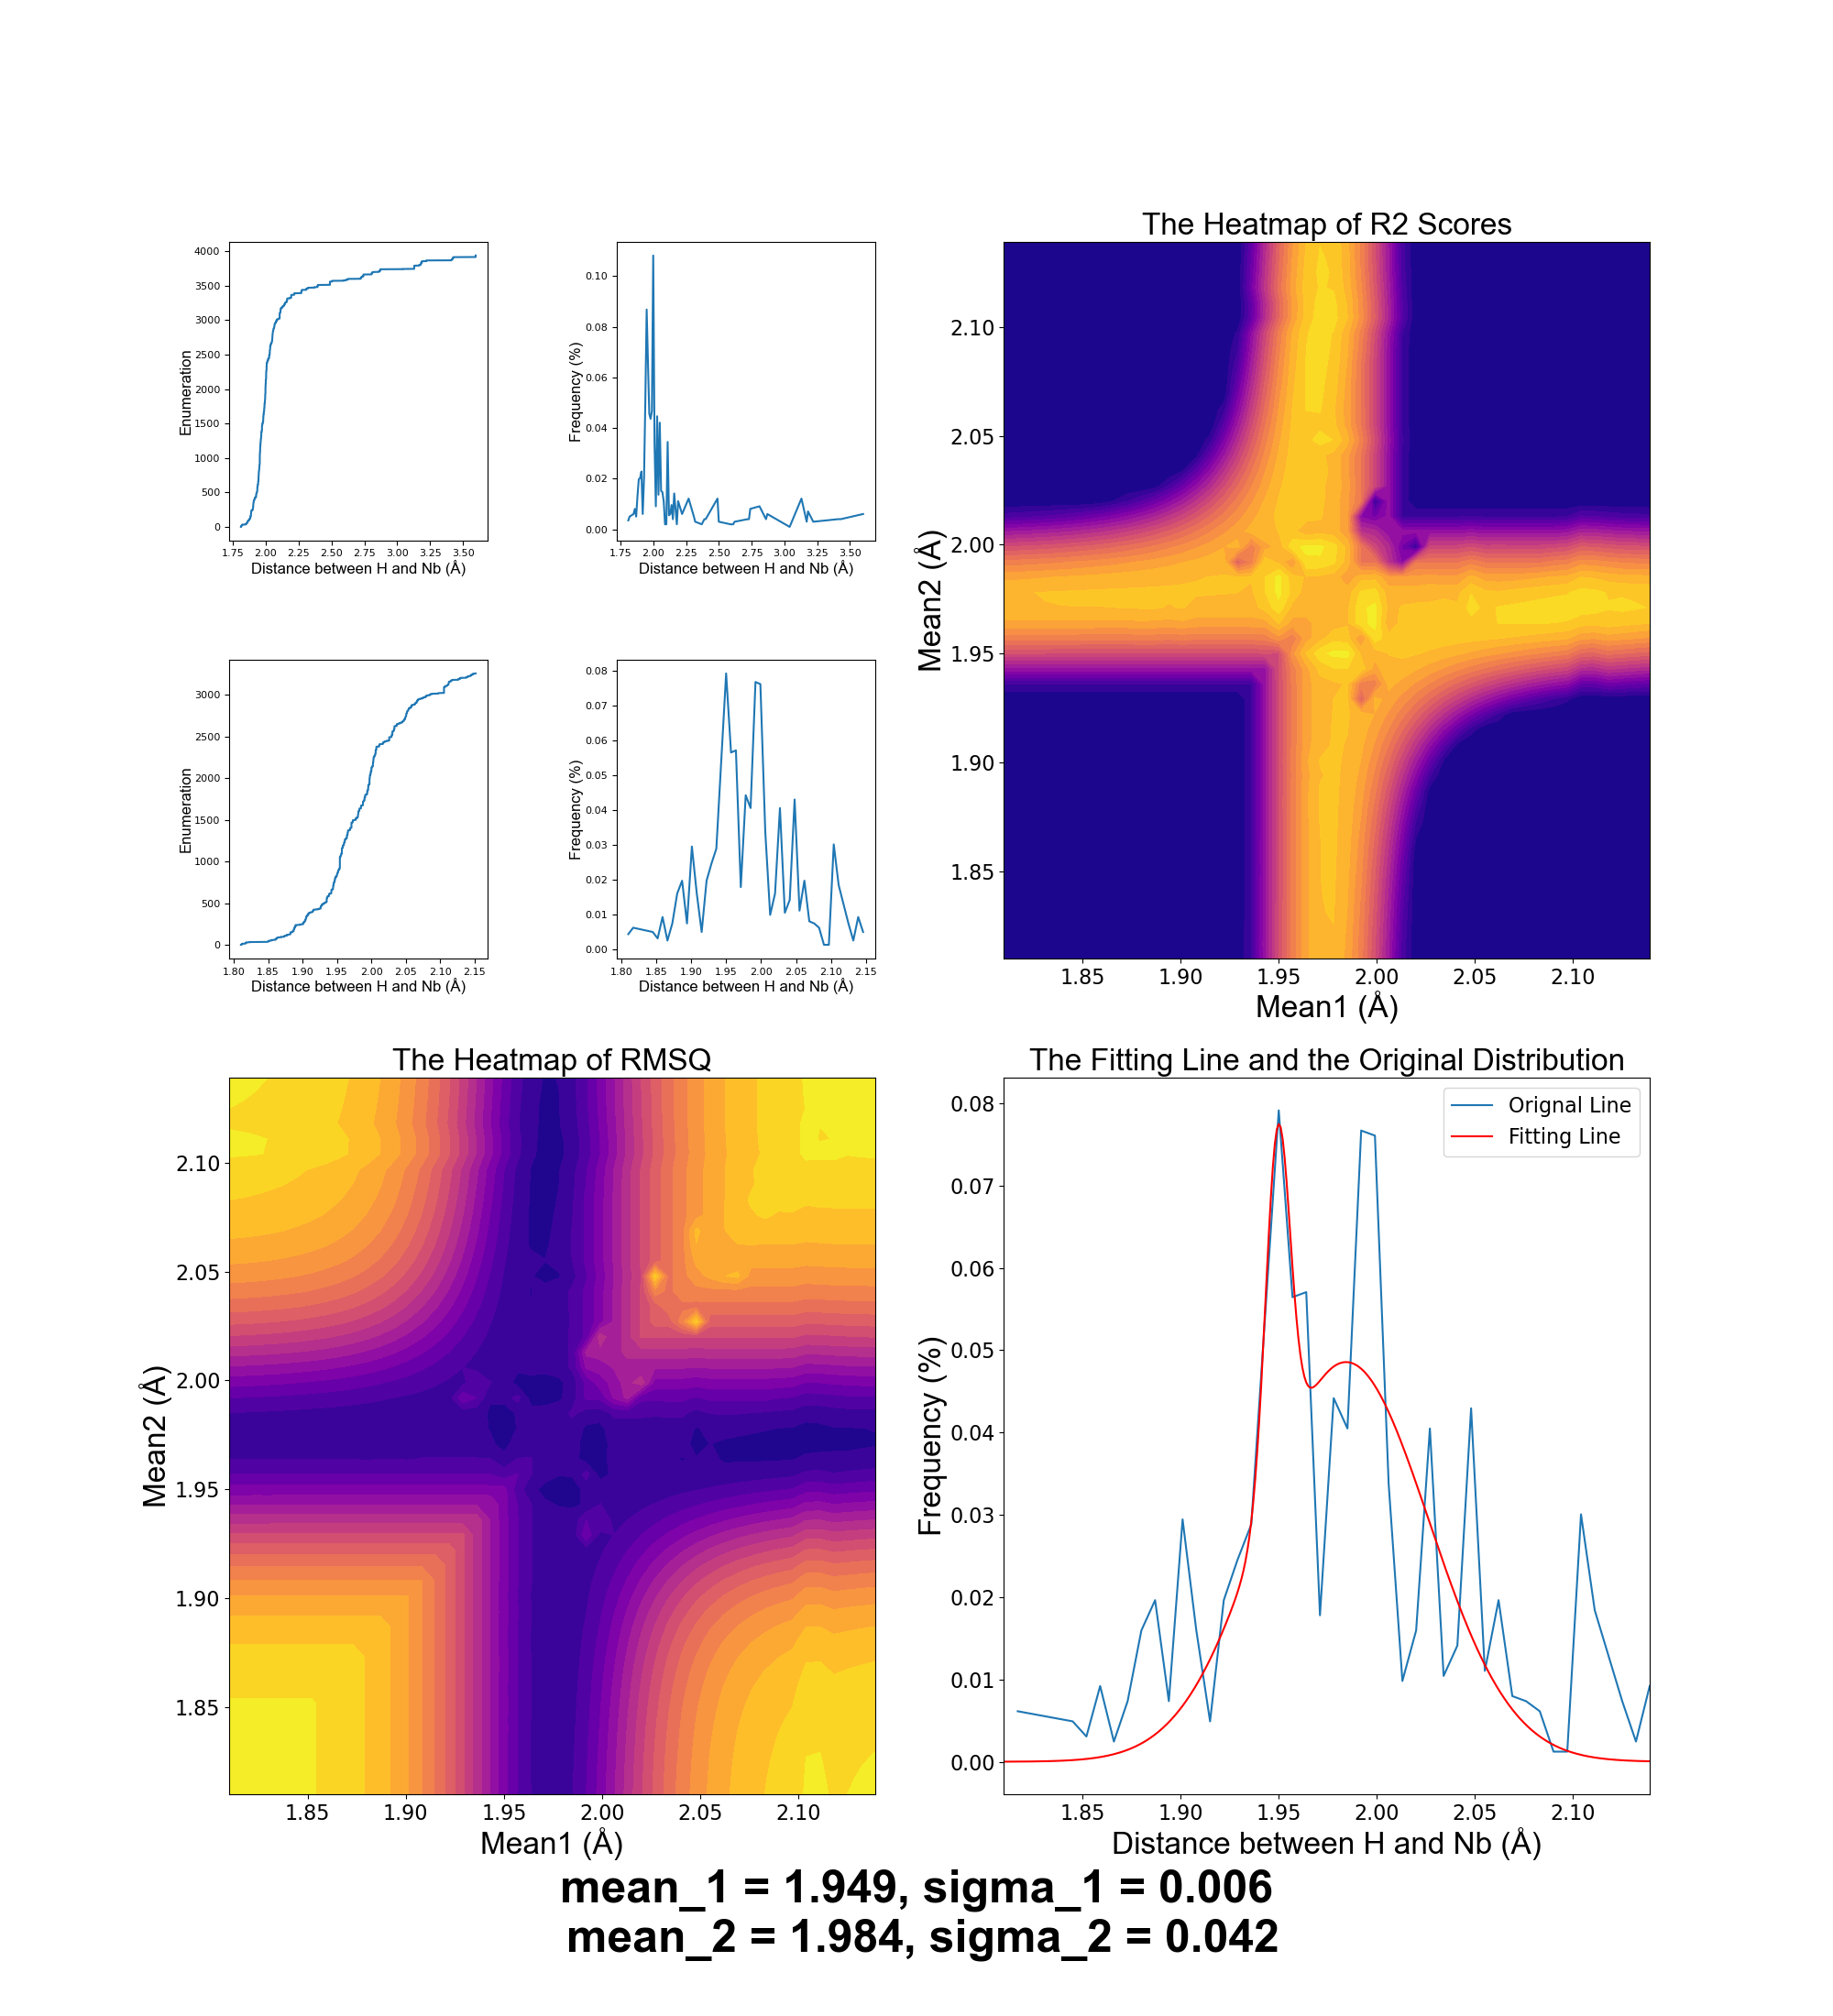 4000
3500
3000
2500
2000
1500
1000
500
0
Enumeration
1.75 2.00 2.25 2.50 2.75 3.00 3.25 3.50
Distance between H and Nb (Å)
0.10
0.08
0.06
0.04
0.02
0.00
Frequency (%)
1.75 2.00 2.25 2.50 2.75 3.00 3.25 3.50
Distance between H and Nb (Å)
The Heatmap of R2 Scores
2.10
2.05
2.00
1.95
1.90
1.85
Mean2 (Å)
1.85 1.90 1.95 2.00 2.05 2.10
Mean1 (Å)
3000
2500
2000
1500
1000
500
0
Enumeration
1.80 1.85 1.90 1.95 2.00 2.05 2.10 2.15
Distance between H and Nb (Å)
0.08
0.07
0.06
0.05
0.04
0.03
0.02
0.01
0.00
Frequency (%)
1.80 1.85 1.90 1.95 2.00 2.05 2.10 2.15
Distance between H and Nb (Å)
The Heatmap of RMSQ
2.10
2.05
2.00
1.95
1.90
1.85
Mean2 (Å)
1.85 1.90 1.95 2.00 2.05 2.10
Mean1 (Å)
The Fitting Line and the Original Distribution
Orignal Line
Fitting Line
0.08
0.07
0.06
0.05
0.04
0.03
0.02
0.01
0.00
Frequency (%)
1.85 1.90 1.95 2.00 2.05 2.10
Distance between H and Nb (Å)
mean_1 = 1.949, sigma_1 = 0.006
mean_2 = 1.984, sigma_2 = 0.042